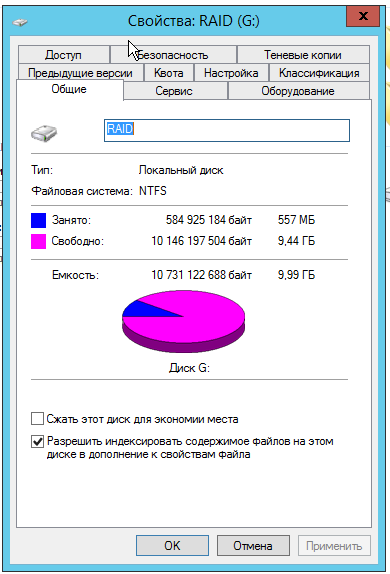 Свойства: RAID (G:)
x
Доступ Безопасность Теневые копии
Предыдущие версии Квота Настройка Классификация
Общие Сервис Оборудование
RAID
Тип: Локальный диск
Файловая система: NTFS
Занято: 584 925 184 байт 557 МБ
Свободно: 10 146 197 504 байт 9,44 ГБ
Емкость: 10 731 122 688 байт 9,99 ГБ
Диск G:
Сжать этот диск для экономии места
Разрешить индексировать содержимое файлов на этом
диске в дополнение к свойствам файла
OK Отмена Применить